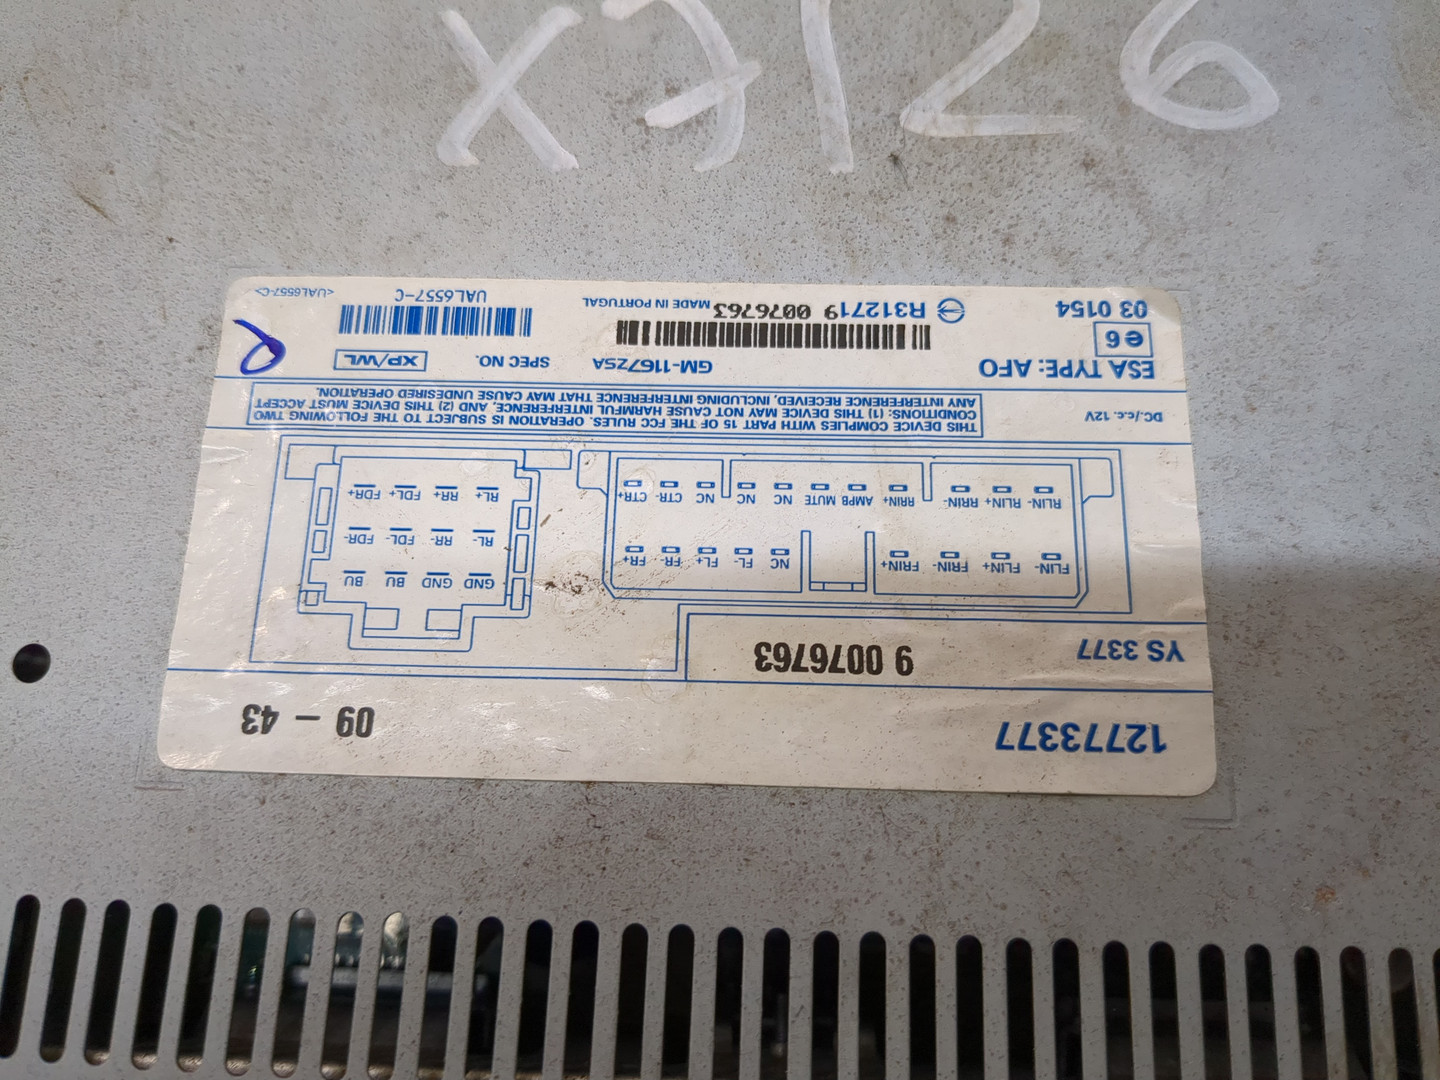 X7126
12773377
09 - 43
YS 3377
9 0076763
FLIN- FLIN+ FRIN- FRIN+ NC FL- FL+ FR- FR+
RLIN- RLIN+ RRIN- RRIN+ AMPB MUTE NC NC NC CTR- CTR+
GND GND BU BU
RL- RR- FDL- FDR-
RL+ RR+ FDL+ FDR+
DC./c.c. 12V
THIS DEVICE COMPLIES WITH PART 15 OF THE FCC RULES. OPERATION IS SUBJECT TO THE FOLLOWING TWO
CONDITIONS: (1) THIS DEVICE MAY NOT CAUSE HARMFUL INTERFERENCE, AND (2) THIS DEVICE MUST ACCEPT
ANY INTERFERENCE RECEIVED, INCLUDING INTERFERENCE THAT MAY CAUSE UNDESIRED OPERATION.
ESA TYPE: AFO
GM-1167ZSA
SPEC NO.
XP/WL
e6
03 0154
R312719 0076763 MADE IN PORTUGAL
UAL6557-C
<UAL6557-C>